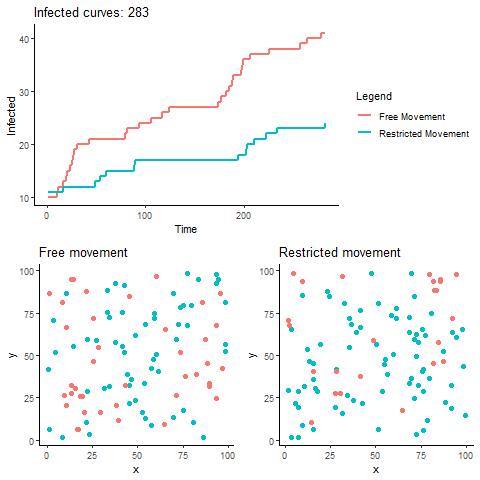 Infected curves: 283
Infected
40
30
20
10
0
100
200
Time
Legend
Free Movement
Restricted Movement
Free movement
y
100
75
50
25
0
0
25
50
75
100
x
Restricted movement
y
100
75
50
25
0
0
25
50
75
100
x